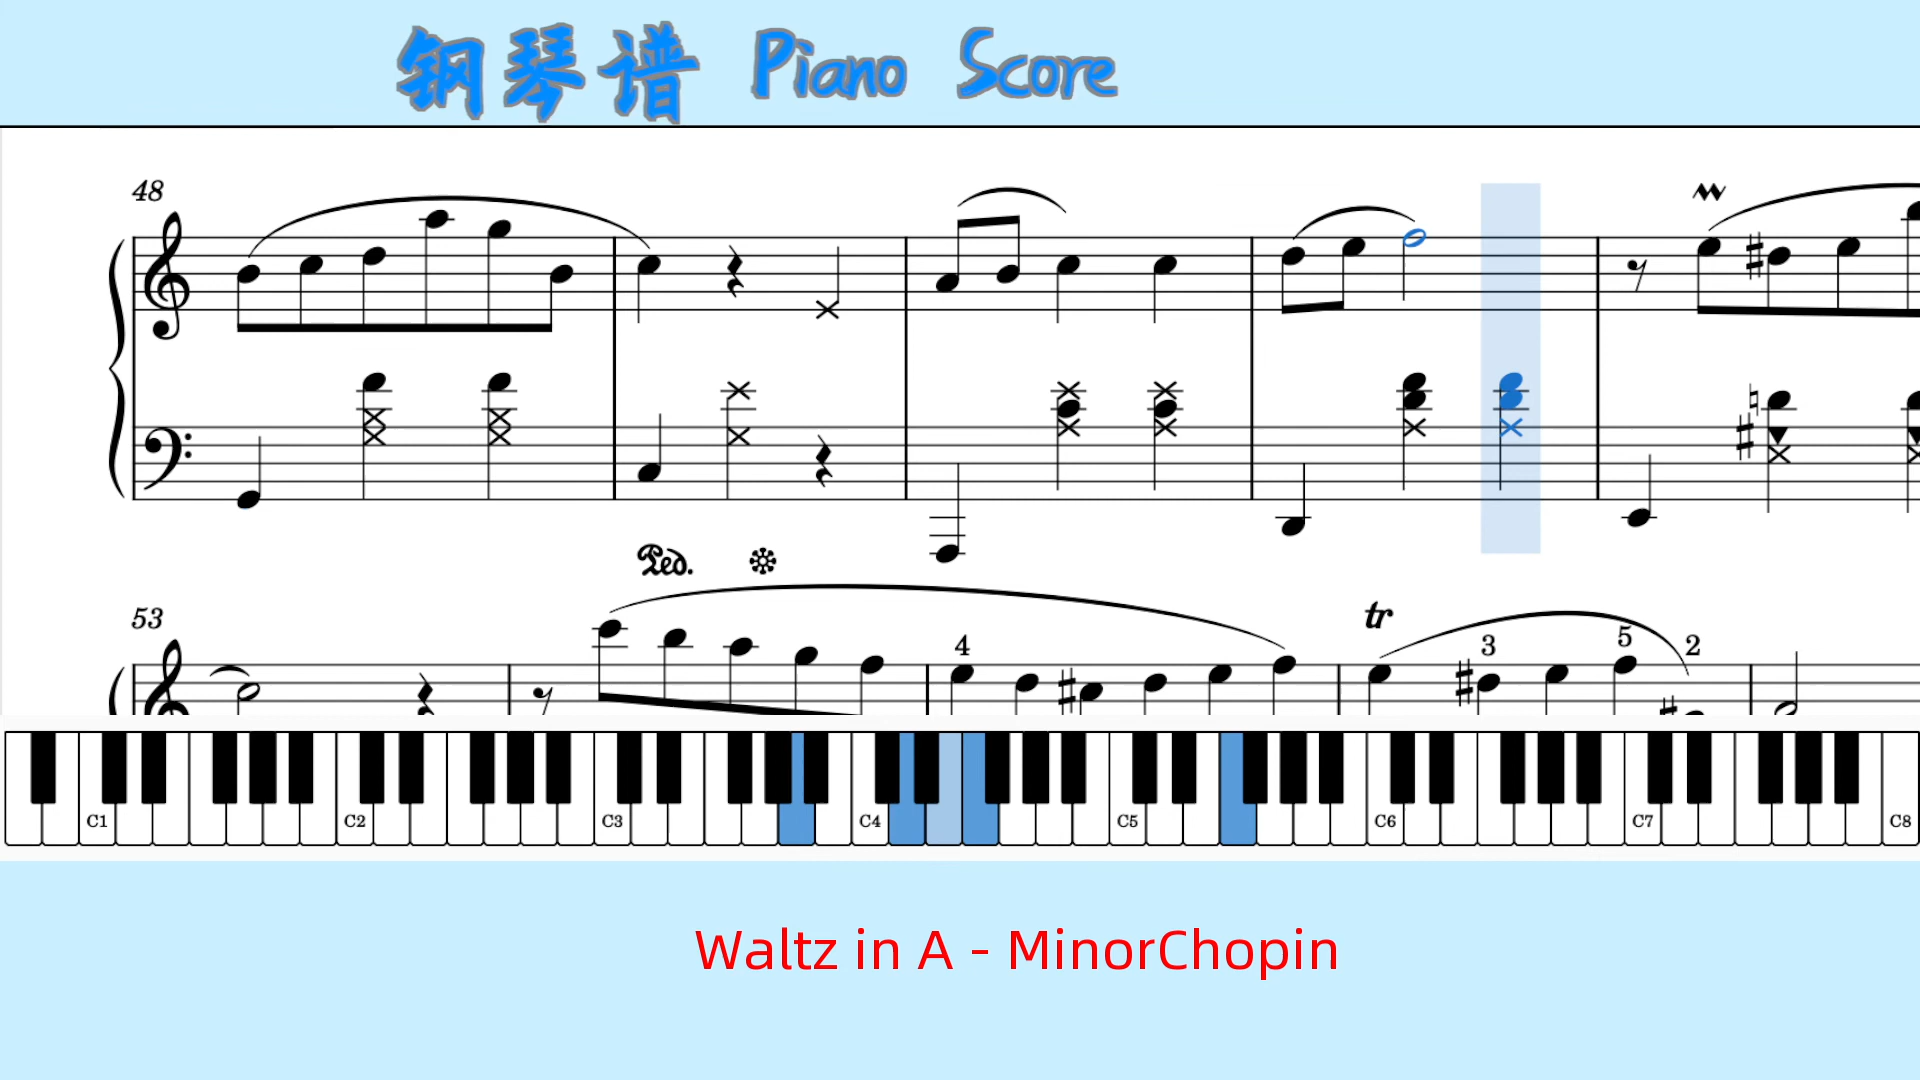 钢琴谱 Piano Score
48
Ped.
53
4
tr
3
5
2
C1 C2 C3 C4 C5 C6 C7 C8
Waltz in A - MinorChopin